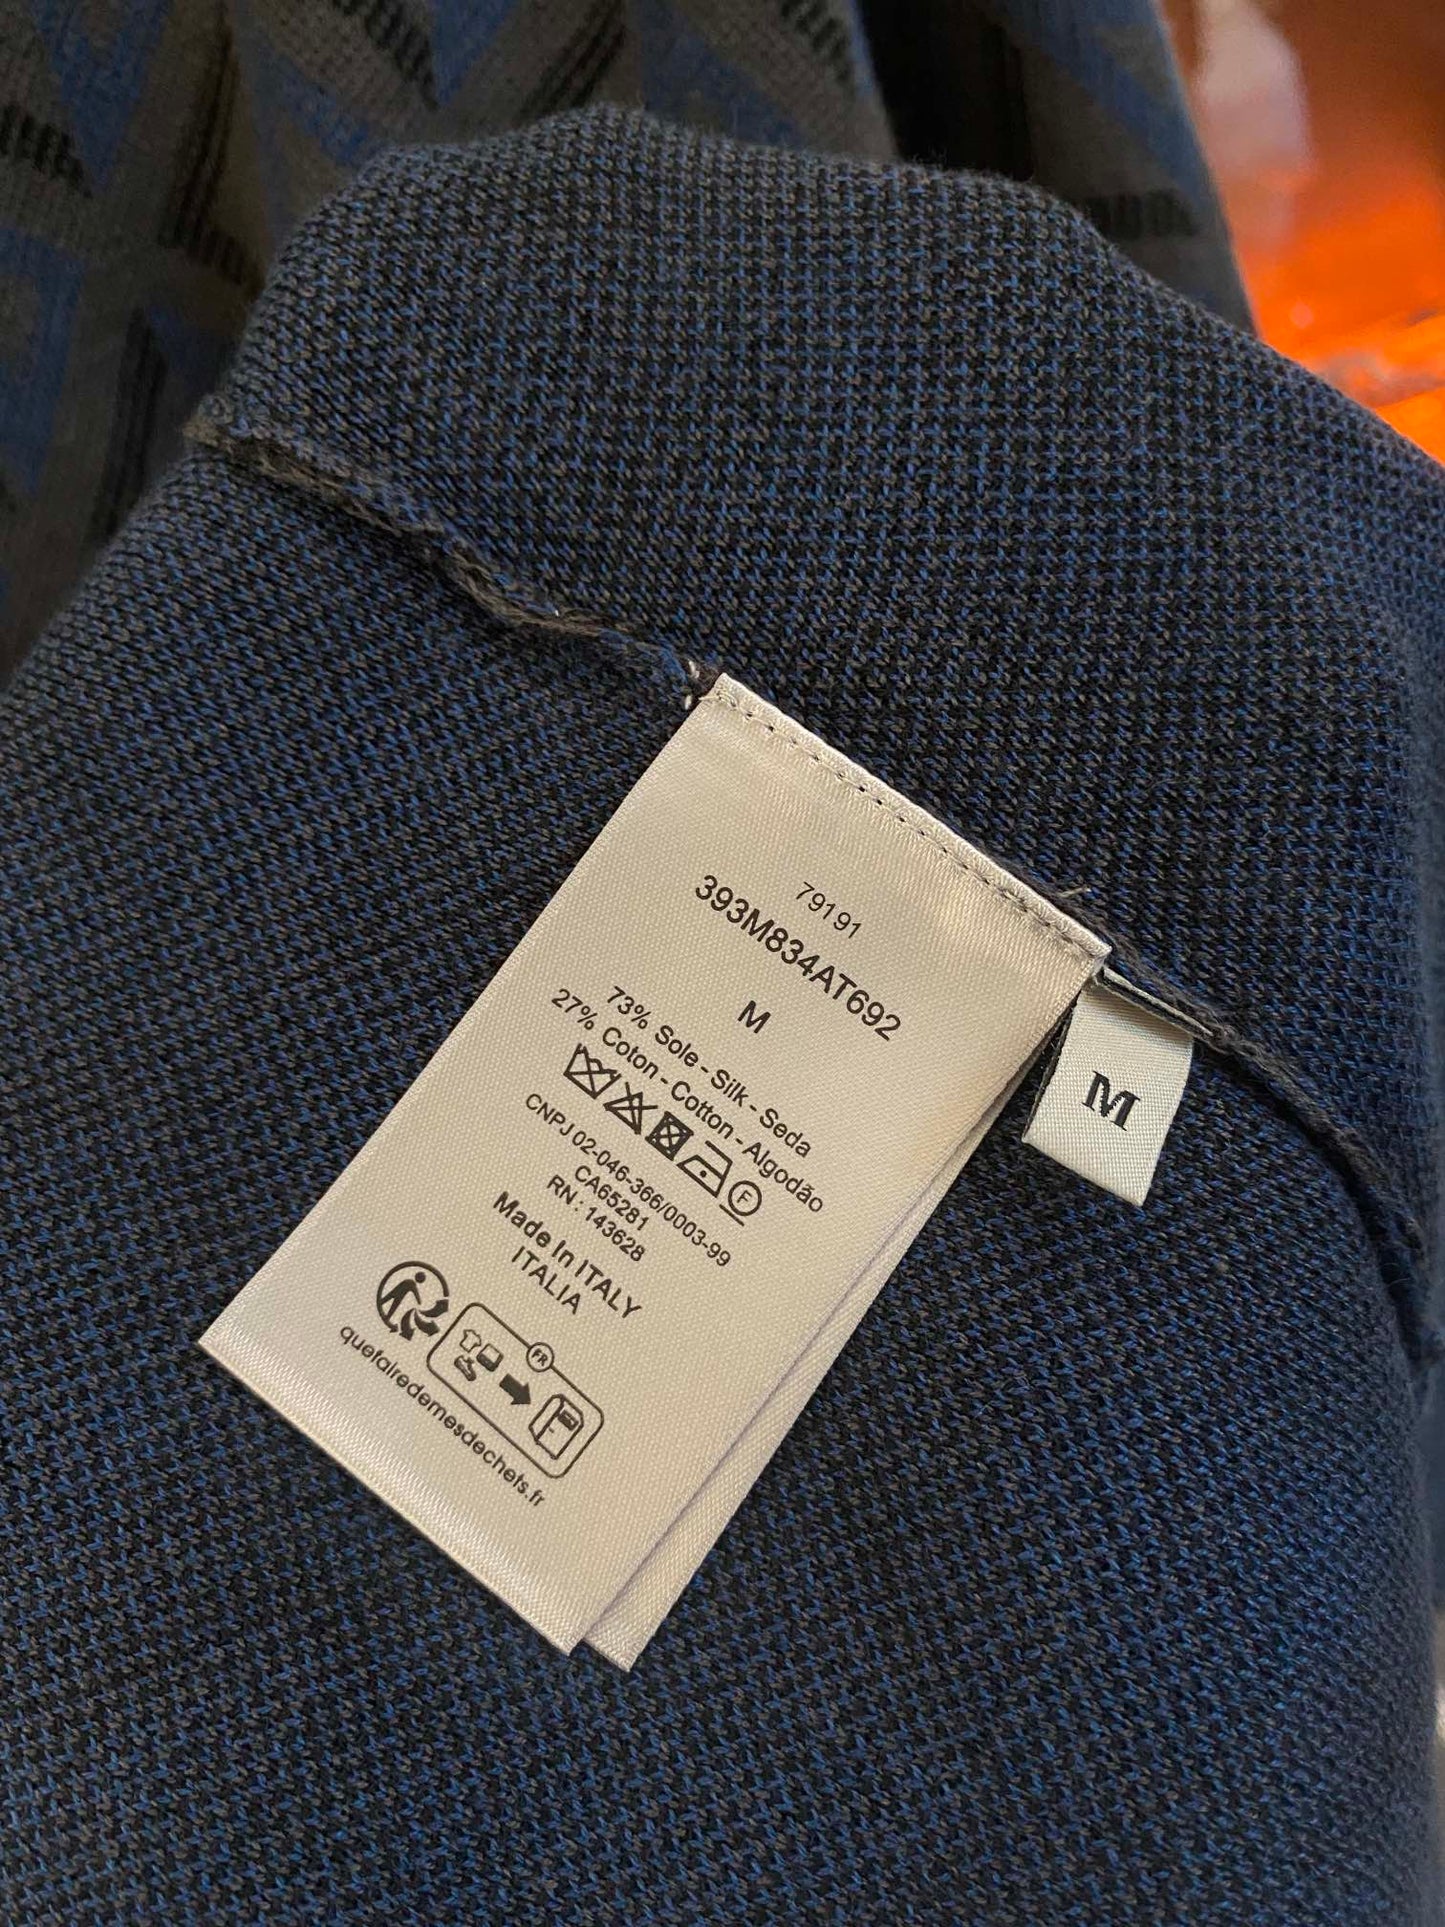 79191
393M834AT692
M
73% Soie - Silk - Seda
27% Coton - Cotton - Algodão
F
CNPJ 02-046-366/0003-99
CA65281
RN : 143628
Made In ITALY
ITALIA
FR
quefairedemesdechets.fr
M